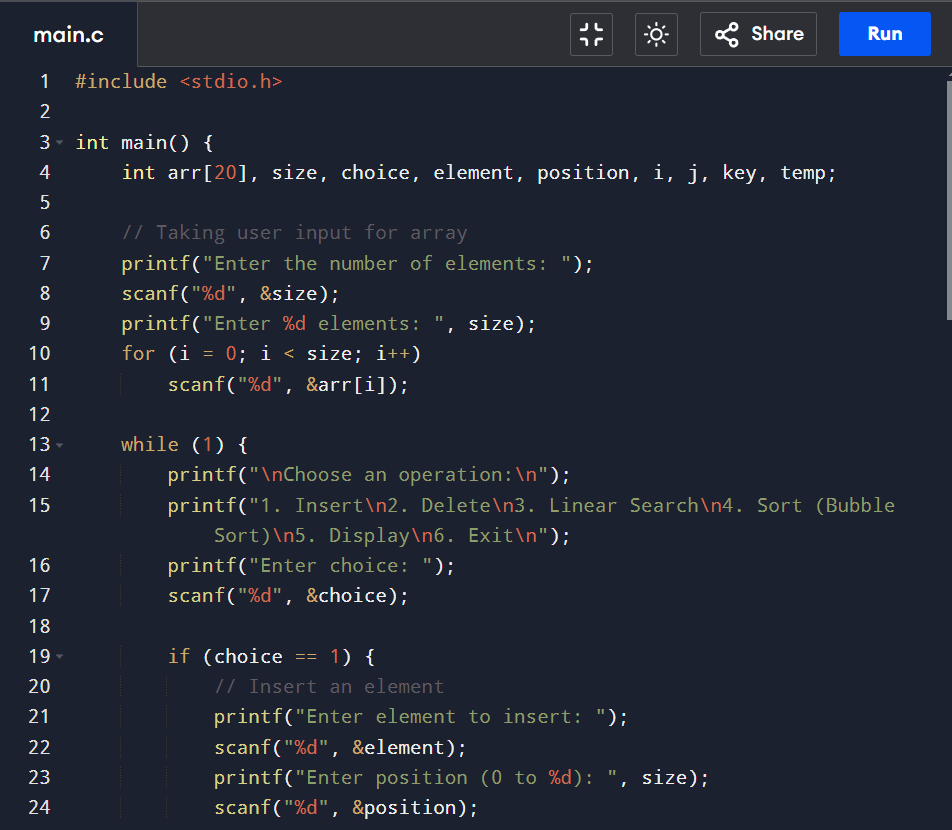 main.c
Share
Run
1 #include <stdio.h>
2
3 int main() {
4     int arr[20], size, choice, element, position, i, j, key, temp;
5
6     // Taking user input for array
7     printf("Enter the number of elements: ");
8     scanf("%d", &size);
9     printf("Enter %d elements: ", size);
10     for (i = 0; i < size; i++)
11         scanf("%d", &arr[i]);
12
13     while (1) {
14         printf("\nChoose an operation:\n");
15         printf("1. Insert\n2. Delete\n3. Linear Search\n4. Sort (Bubble
            Sort)\n5. Display\n6. Exit\n");
16         printf("Enter choice: ");
17         scanf("%d", &choice);
18
19         if (choice == 1) {
20             // Insert an element
21             printf("Enter element to insert: ");
22             scanf("%d", &element);
23             printf("Enter position (0 to %d): ", size);
24             scanf("%d", &position);